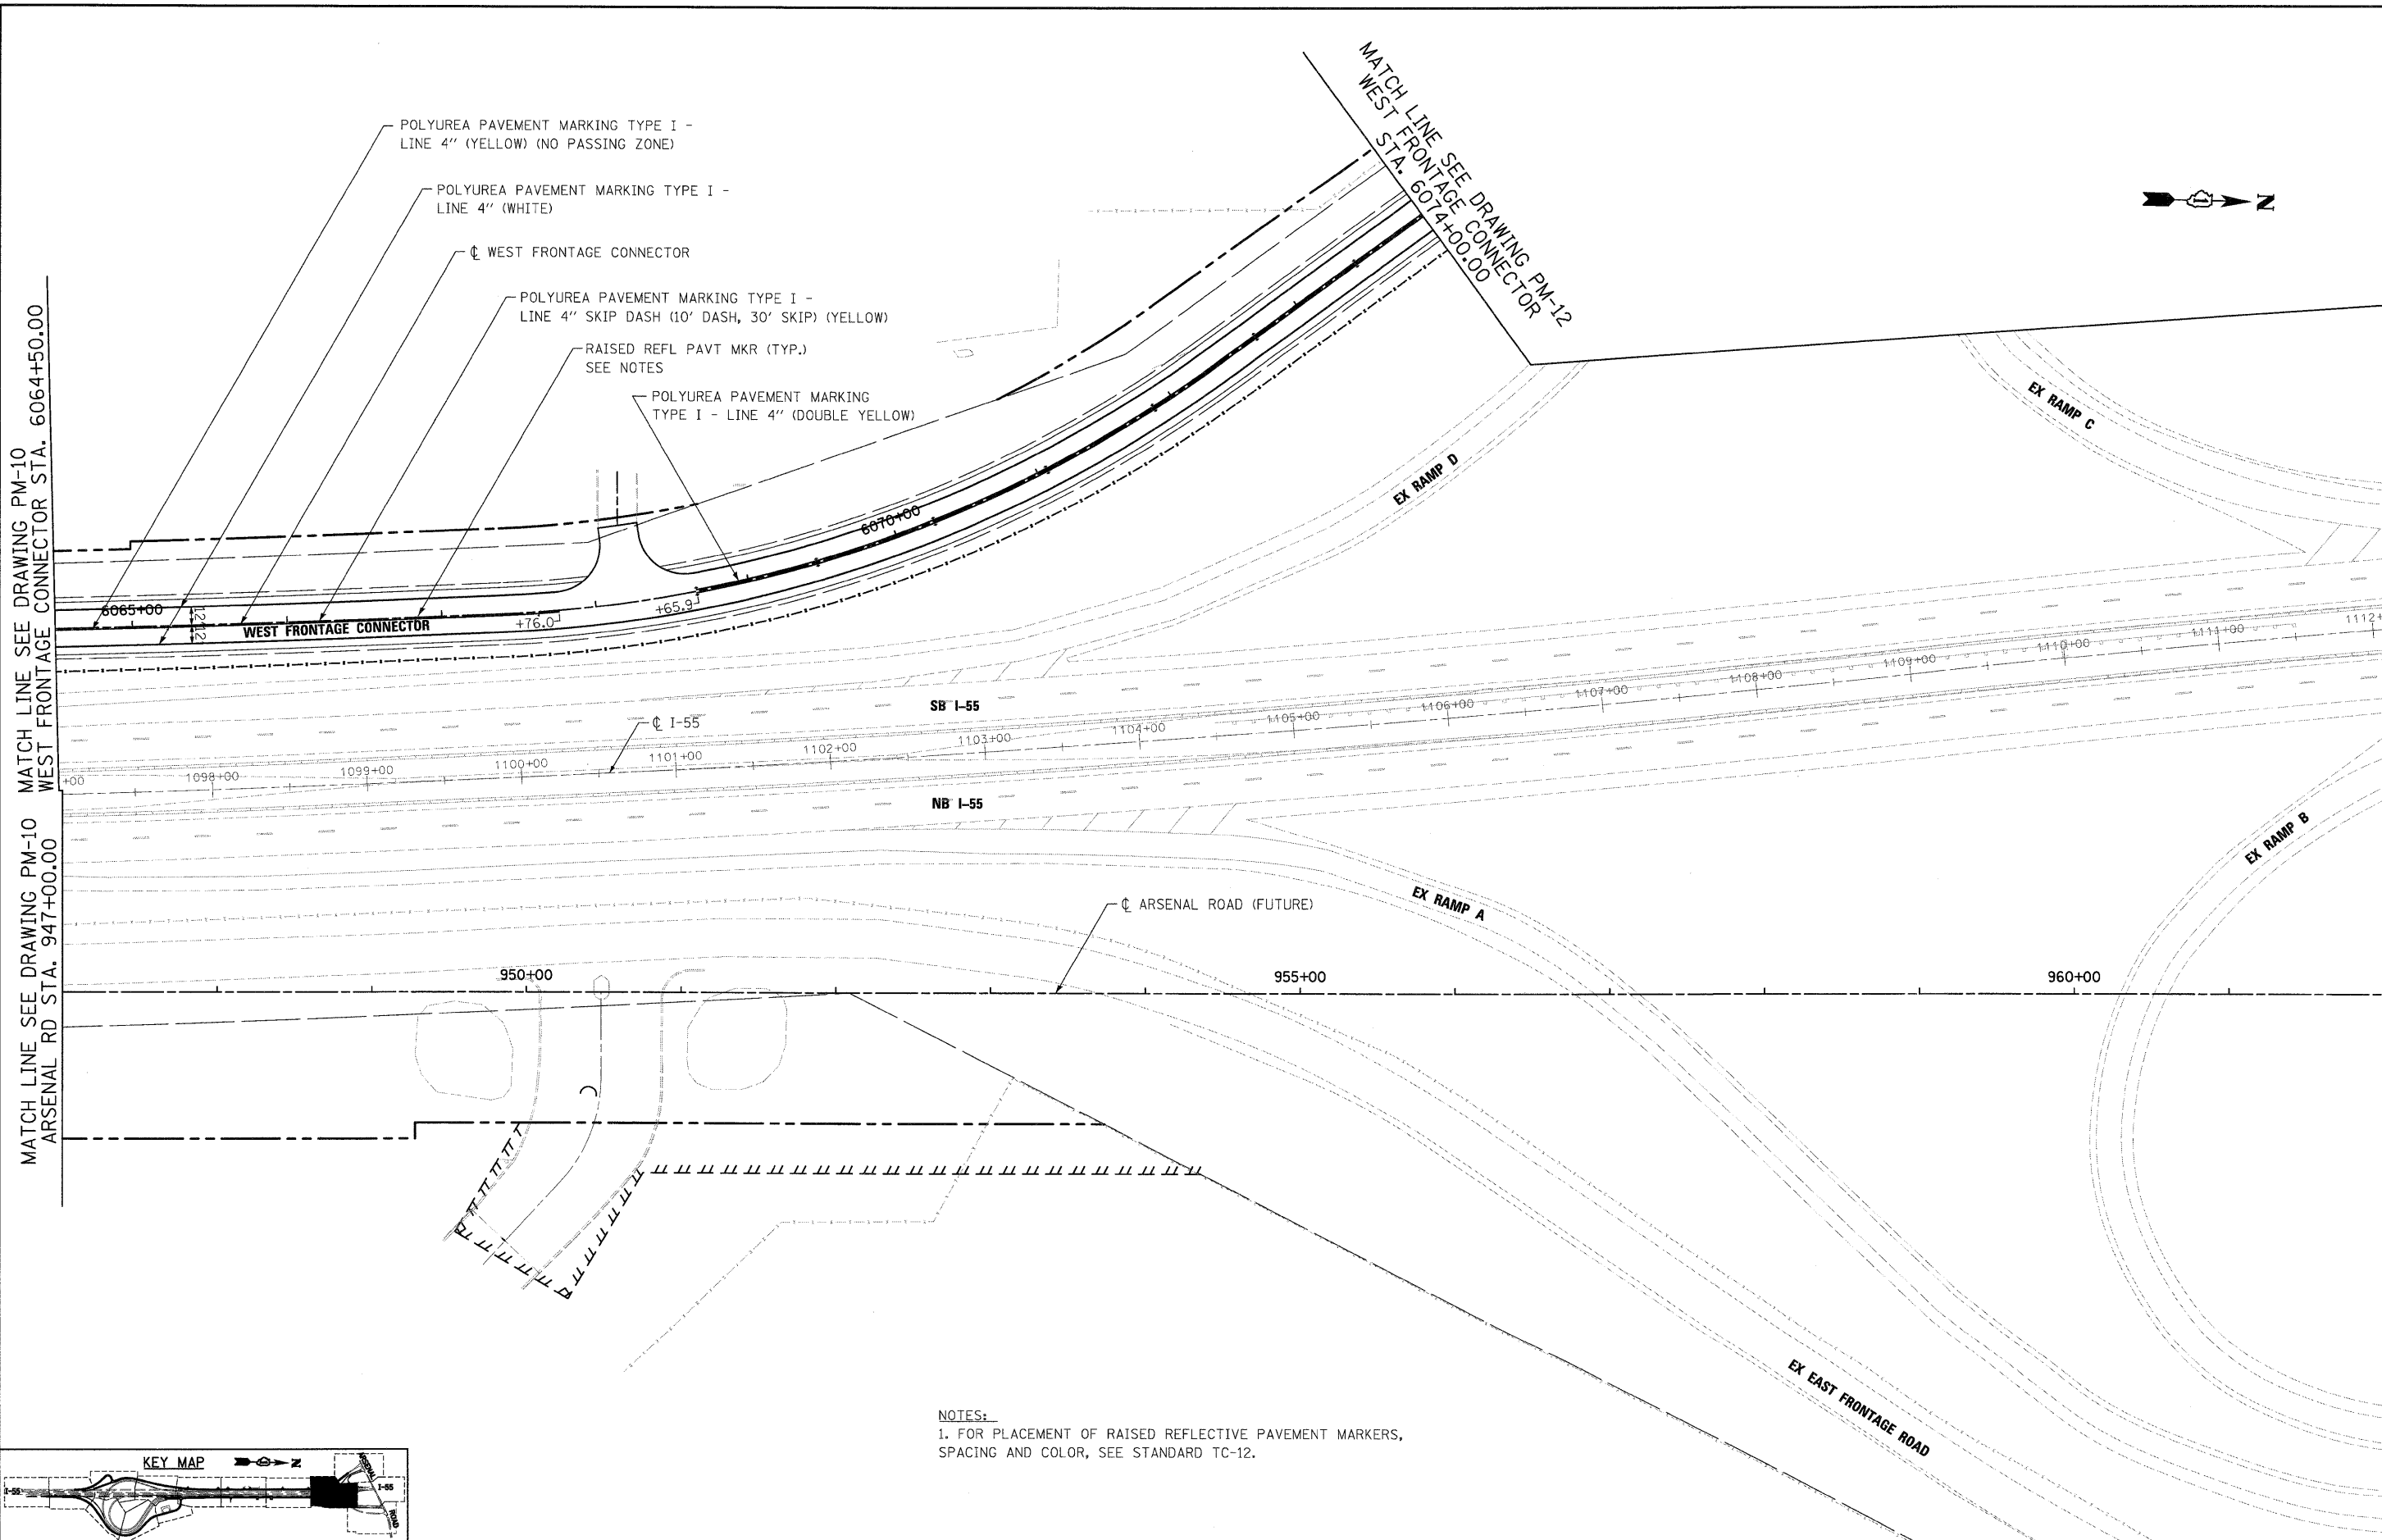 POLYUREA PAVEMENT MARKING TYPE I -
LINE 4" (YELLOW) (NO PASSING ZONE)
POLYUREA PAVEMENT MARKING TYPE I -
LINE 4" (WHITE)
℄ WEST FRONTAGE CONNECTOR
POLYUREA PAVEMENT MARKING TYPE I -
LINE 4" SKIP DASH (10' DASH, 30' SKIP) (YELLOW)
RAISED REFL PAVT MKR (TYP.)
SEE NOTES
POLYUREA PAVEMENT MARKING
TYPE I - LINE 4" (DOUBLE YELLOW)
MATCH LINE SEE DRAWING PM-12
WEST FRONTAGE CONNECTOR
STA. 6074+00.00
N
MATCH LINE SEE DRAWING PM-10
WEST FRONTAGE CONNECTOR STA. 6064+50.00
MATCH LINE SEE DRAWING PM-10
ARSENAL RD STA. 947+00.00
EX RAMP C
EX RAMP D
6070+00
6065+00
12'
12'
WEST FRONTAGE CONNECTOR
+76.0
+65.9
SB I-55
℄ I-55
+00
1098+00
1099+00
1100+00
1101+00
1102+00
1103+00
1104+00
1105+00
1106+00
1107+00
1108+00
1109+00
1110+00
1111+00
1112+
NB I-55
EX RAMP B
EX RAMP A
℄ ARSENAL ROAD (FUTURE)
950+00
955+00
960+00
EX EAST FRONTAGE ROAD
NOTES:
1. FOR PLACEMENT OF RAISED REFLECTIVE PAVEMENT MARKERS,
SPACING AND COLOR, SEE STANDARD TC-12.
KEY MAP
N
I-55
I-55
ARSENAL
ROAD